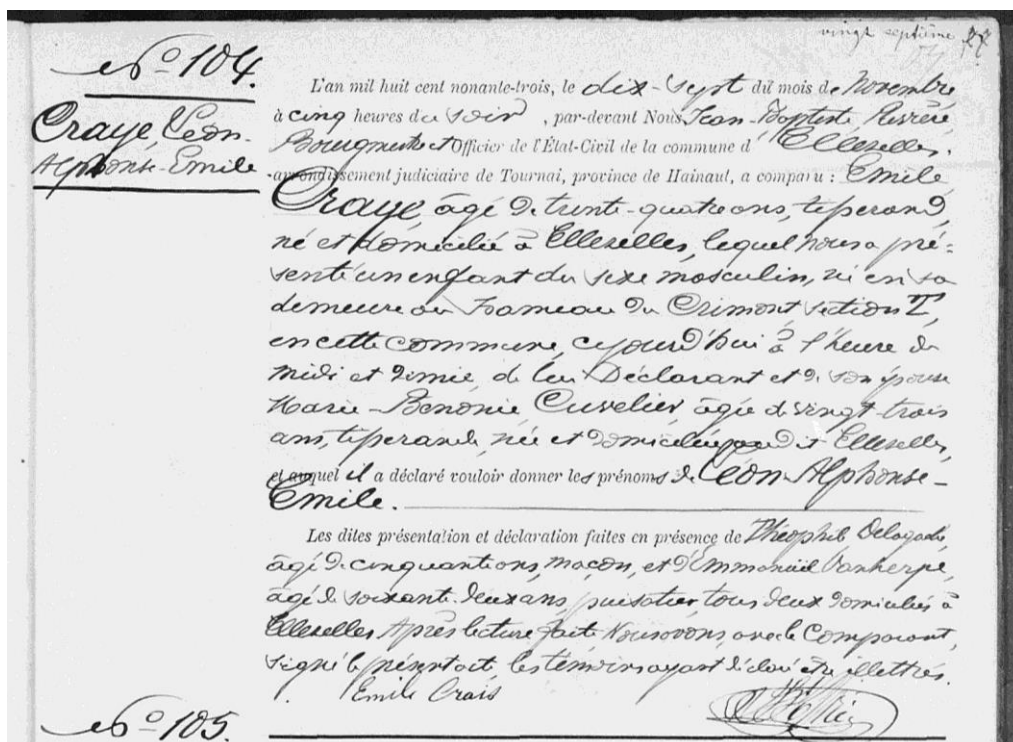 vingt septième 27
N° 104.
Craye, Léon-
Alphonse-Emile
L'an mil huit cent nonante-trois, le dix-sept du mois de Novembre
à cinq heures du soir, par-devant Nous Jean-Baptiste
Bourgmestre et Officier de l'État-Civil de la commune d'Ellezelles.
arrondissement judiciaire de Tournai, province de Hainaut, a comparu : Emile
Craye âgé de trente-quatre ans, tisserand,
né et domicilié à Ellezelles, lequel nous a pré-
senté un enfant du sexe masculin, né en sa
demeure au hameau du Crimont section I,
en cette commune, cejourd'hui à l'heure de
midi et demie, de lui Déclarant et de son épouse
Marie-Benonie Cuvelier, âgée de vingt-trois
ans, tisserande, née et domiciliée au dit Ellezelles,
et auquel il a déclaré vouloir donner les prénoms de Léon-Alphonse-
Emile.
Les dites présentation et déclaration faites en présence de Théophile Delagache,
âgé de cinquante ans, maçon, et d'Emmanuel Vanherpe,
âgé de soixante-deux ans, puisatier, tous deux domiciliés à
Ellezelles. Après lecture faite Nous avons, avec le Comparant,
signé le présent acte, les témoins ayant déclaré être illettrés.
Emile Crais
N° 105.